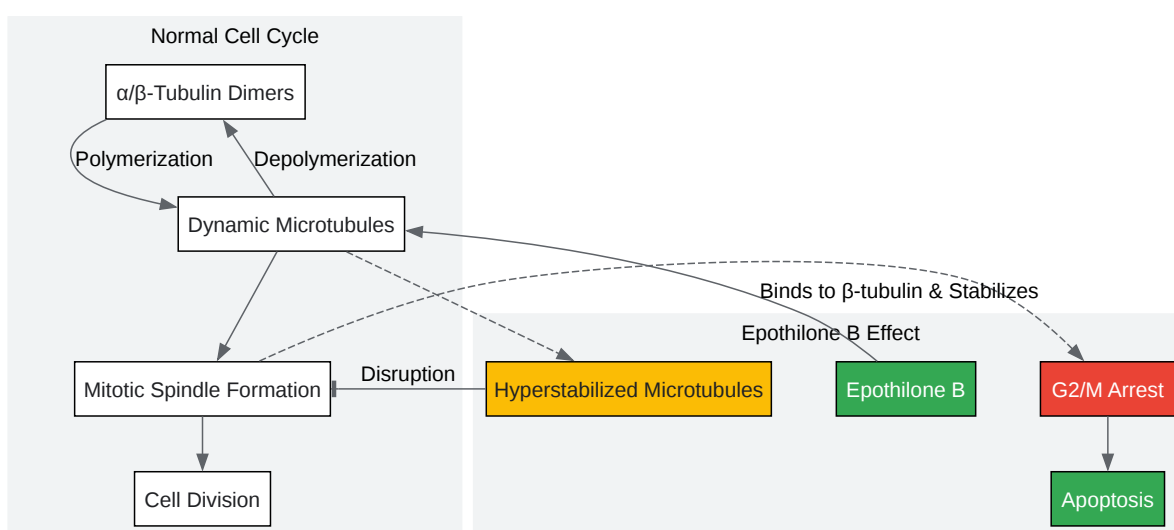 Normal Cell Cycle
α/β-Tubulin Dimers
Polymerization
Depolymerization
Dynamic Microtubules
Binds to β-tubulin & Stabilizes
Epothilone B Effect
Disruption
Mitotic Spindle Formation
Hyperstabilized Microtubules
Epothilone B
G2/M Arrest
Cell Division
Apoptosis